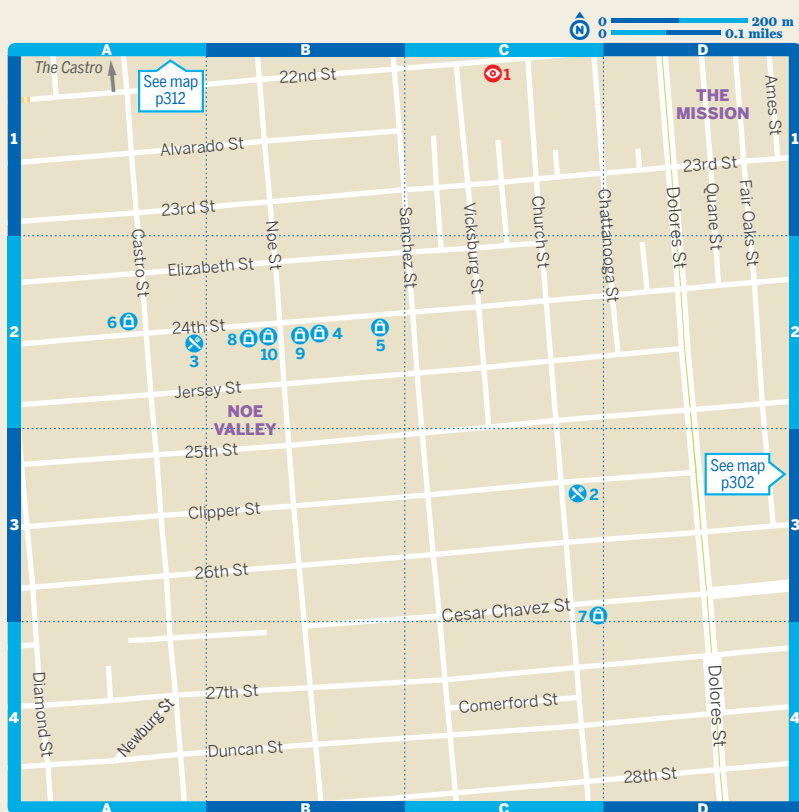 N
0 200 m
0 0.1 miles
A B C D
The Castro
See map
p312
22nd St
1
THE
MISSION
Ames St
1
1
Alvarado St
23rd St
23rd St
Castro St
Noe St
Sanchez St
Vicksburg St
Church St
Chattanooga St
Dolores St
Quane St
Fair Oaks St
Elizabeth St
6
24th St
3
8
10
9
4
5
2
2
Jersey St
NOE
VALLEY
25th St
See map
p302
2
Clipper St
3
3
26th St
Cesar Chavez St
7
Diamond St
Newburg St
27th St
Comerford St
Dolores St
4
4
Duncan St
28th St
A B C D